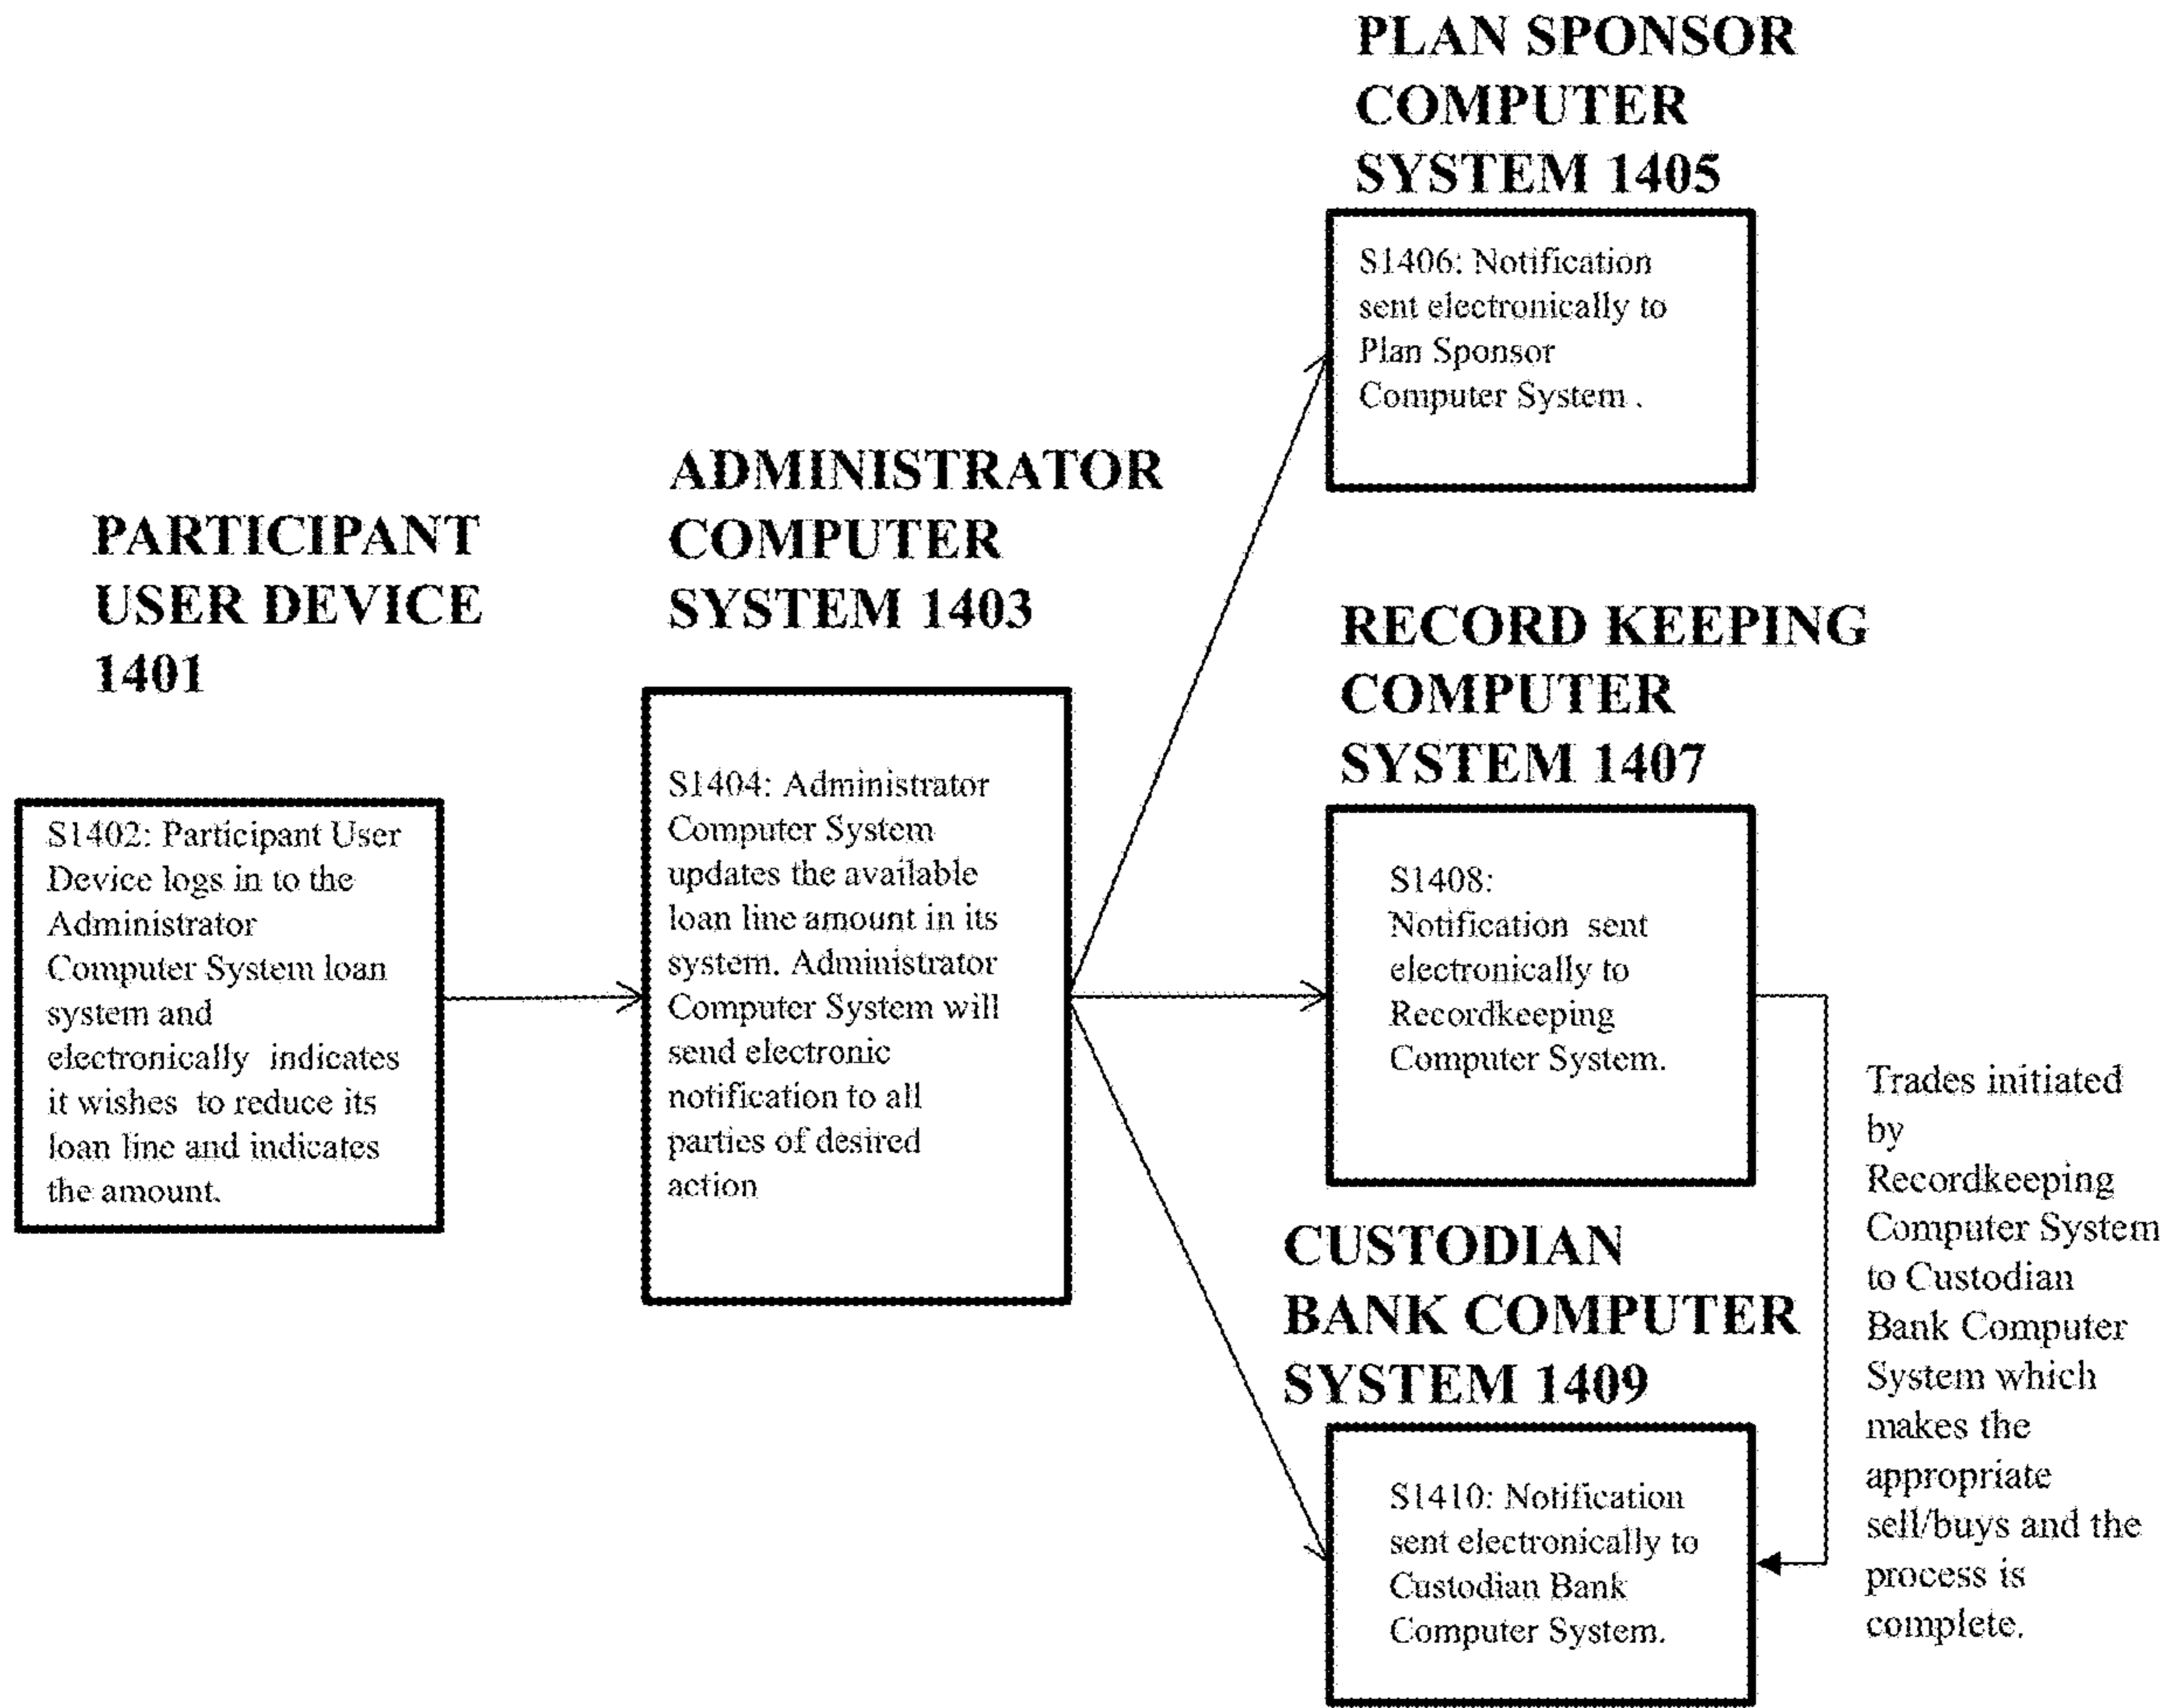 PARTICIPANT
USER DEVICE
1401
S1402: Participant User
Device logs in to the
Administrator
Computer System loan
system and
electronically indicates
it wishes to reduce its
loan line and indicates
the amount.
ADMINISTRATOR
COMPUTER
SYSTEM 1403
S1404: Administrator
Computer System
updates the available
loan line amount in its
system. Administrator
Computer System will
send electronic
notification to all
parties of desired
action
PLAN SPONSOR
COMPUTER
SYSTEM 1405
S1406: Notification
sent electronically to
Plan Sponsor
Computer System .
RECORD KEEPING
COMPUTER
SYSTEM 1407
S1408:
Notification sent
electronically to
Recordkeeping
Computer System.
CUSTODIAN
BANK COMPUTER
SYSTEM 1409
S1410: Notification
sent electronically to
Custodian Bank
Computer System.
Trades initiated
by
Recordkeeping
Computer System
to Custodian
Bank Computer
System which
makes the
appropriate
sell/buys and the
process is
complete.